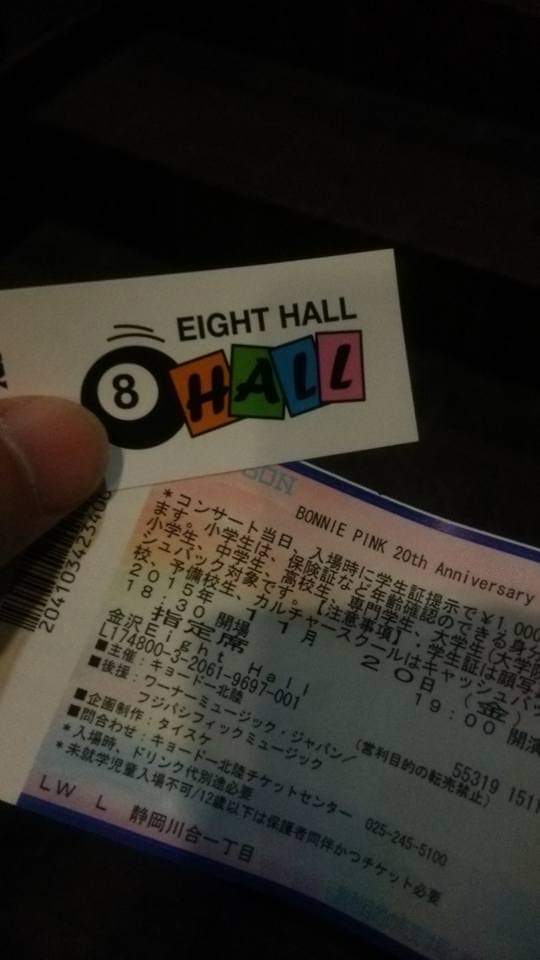 EIGHT HALL
8 HALL
BONNIE PINK 20th Anniversary
＊コンサート当日、入場時に学生証提示で¥1,000
ます。小学生は、保険証など年齢確認のできる身分
小学生、中学生、高校生、専門学生、大学生(大学院
シュバック対象です。【注意事項】・学生証は顔写
校、予備校生、カルチャースクールはキャッシュバッ
2015年 11月 20日 (金)
18:30 開場 19:00 開演
指定席
金沢Eight Hall
L174800-3-2061-9697-001
■主催：キョードー北陸
■後援：ワーナーミュージック・ジャパン/
フジパシフィックミュージック
(営利目的の転売禁止)
55319 1511
■企画制作：タイスケ
■問合わせ：キョードー北陸チケットセンター 025-245-5100
＊入場時、ドリンク代別途必要
＊未就学児童入場不可/12歳以下は保護者同伴かつチケット必要
LW L 静岡川合一丁目